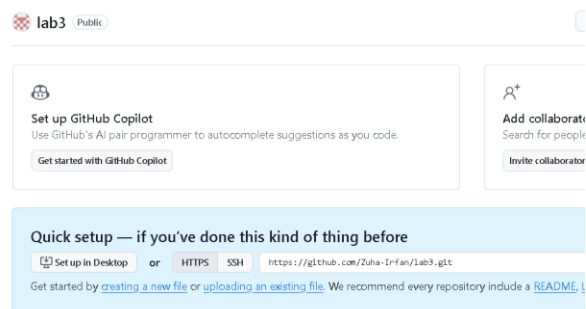 lab3 Public
Set up GitHub Copilot
Use GitHub's AI pair programmer to autocomplete suggestions as you code.
Get started with GitHub Copilot
Add collaborato
Search for people
Invite collaborator
Quick setup — if you've done this kind of thing before
Set up in Desktop or HTTPS SSH https://github.com/Zuha-Irfan/lab3.git
Get started by creating a new file or uploading an existing file. We recommend every repository include a README, L